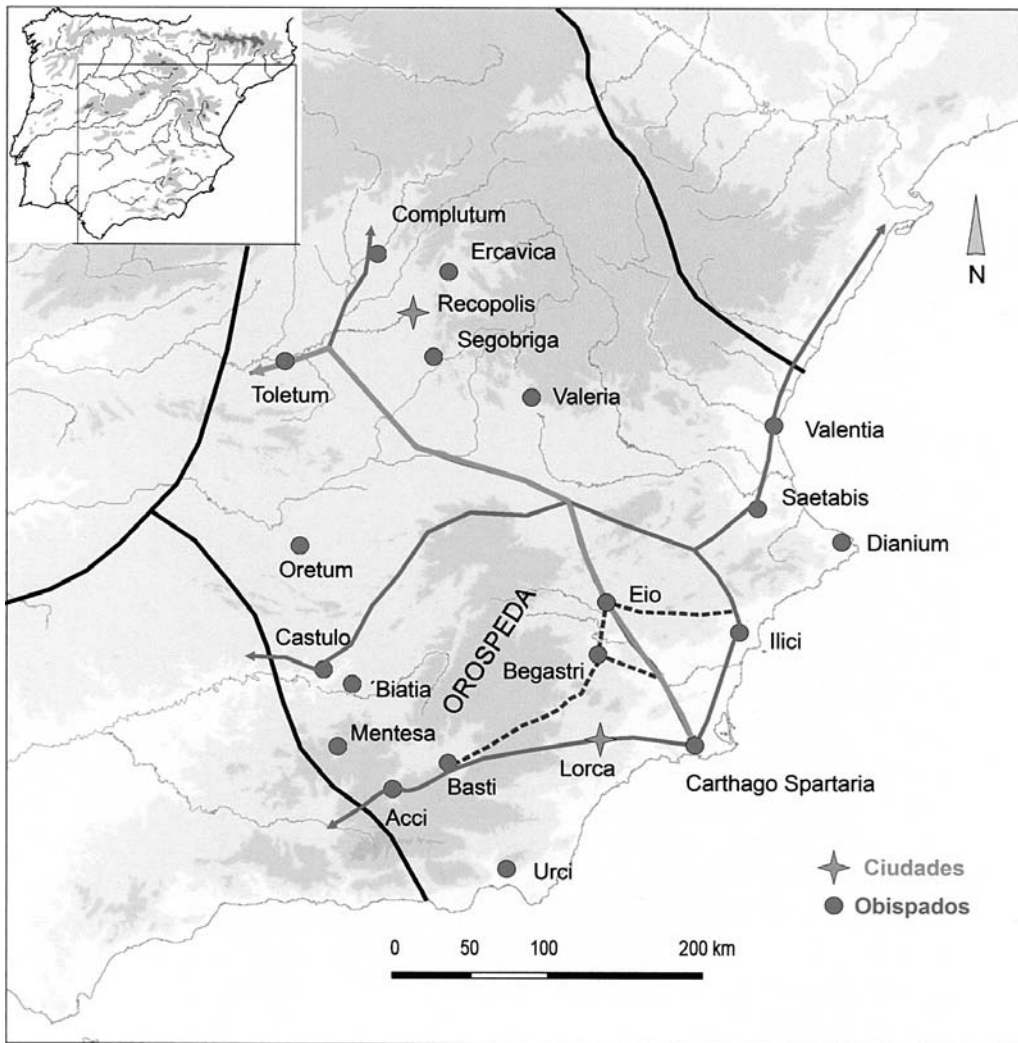 Complutum
Ercavica
N
Recopolis
Segobriga
Toletum
Valeria
Valentia
Saetabis
Dianium
Oretum
Eio
OROSPEDA
Castulo
Ilici
Begastri
´Biatia
Mentesa
Lorca
Basti
Carthago Spartaria
Acci
Urci
Ciudades
Obispados
0 50 100 200 km